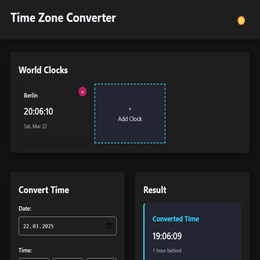 Time Zone Converter
World Clocks
Berlin
20:06:10
Sat, Mar 22
+
Add Clock
Convert Time
Date:
22.03.2025
Time:
Result
Converted Time
19:06:09
1 hour behind